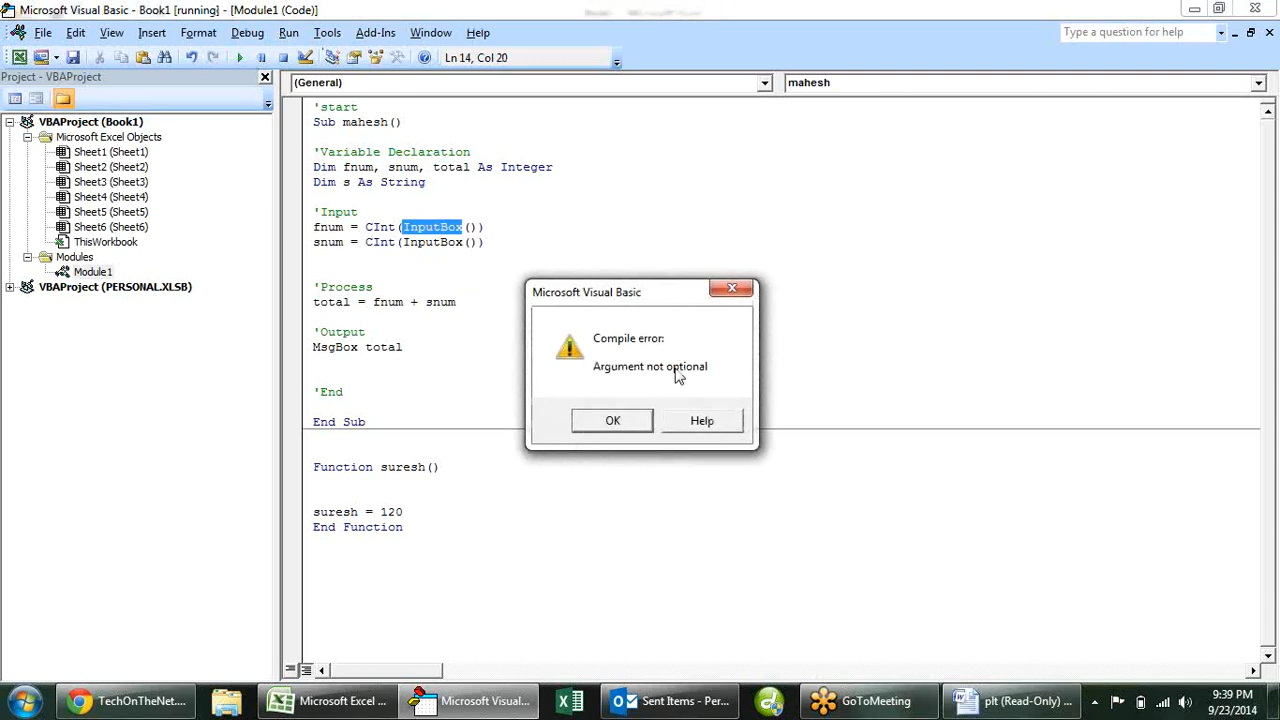 Microsoft Visual Basic - Book1 [running] - [Module1 (Code)]
File Edit View Insert Format Debug Run Tools Add-Ins Window Help
Type a question for help
Ln 14, Col 20
Project - VBAProject
(General)
mahesh
VBAProject (Book1)
Microsoft Excel Objects
Sheet1 (Sheet1)
Sheet2 (Sheet2)
Sheet3 (Sheet3)
Sheet4 (Sheet4)
Sheet5 (Sheet5)
Sheet6 (Sheet6)
ThisWorkbook
Modules
Module1
VBAProject (PERSONAL.XLSB)
'start
Sub mahesh()
'Variable Declaration
Dim fnum, snum, total As Integer
Dim s As String
'Input
fnum = CInt(InputBox())
snum = CInt(InputBox())
'Process
total = fnum + snum
'Output
MsgBox total
'End
End Sub
Function suresh()
suresh = 120
End Function
Microsoft Visual Basic
Compile error:
Argument not optional
OK
Help
TechOnTheNet....
Microsoft Excel ...
Microsoft Visual...
Sent Items - Per...
GoToMeeting
plt (Read-Only) ...
9:39 PM
9/23/2014